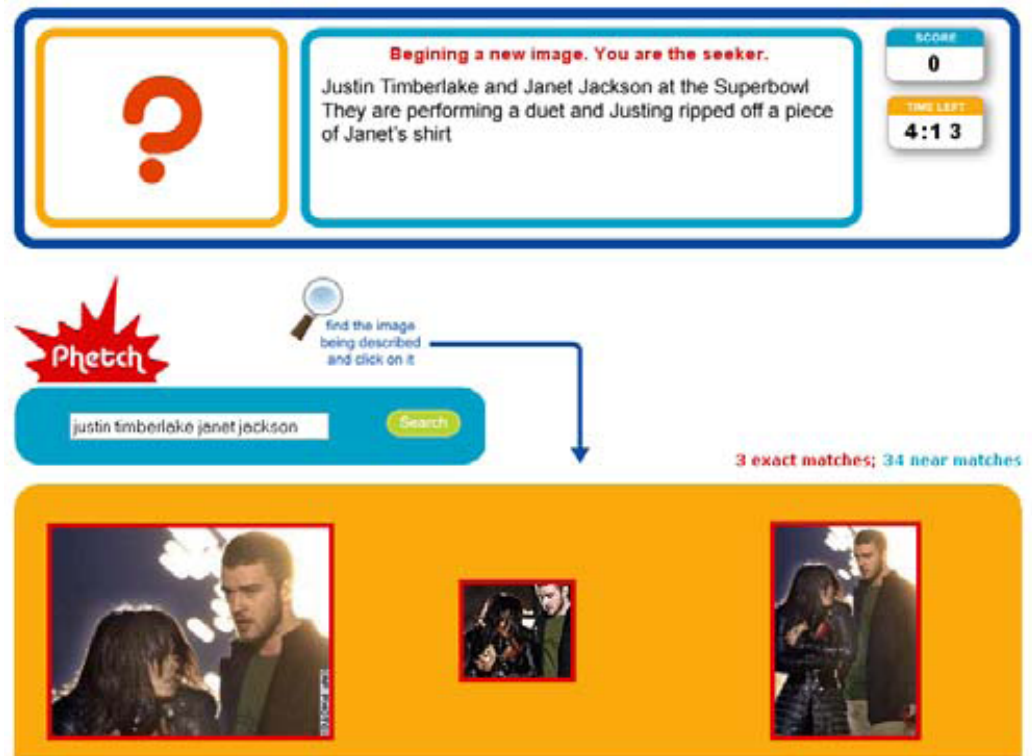 ?
Begining a new image. You are the seeker.
Justin Timberlake and Janet Jackson at the Superbowl
They are performing a duet and Justing ripped off a piece
of Janet's shirt
SCORE
0
TIME LEFT
4:13
find the image
being described
and click on it
Phetch
justin timberlake janet jackson
Search
3 exact matches; 34 near matches